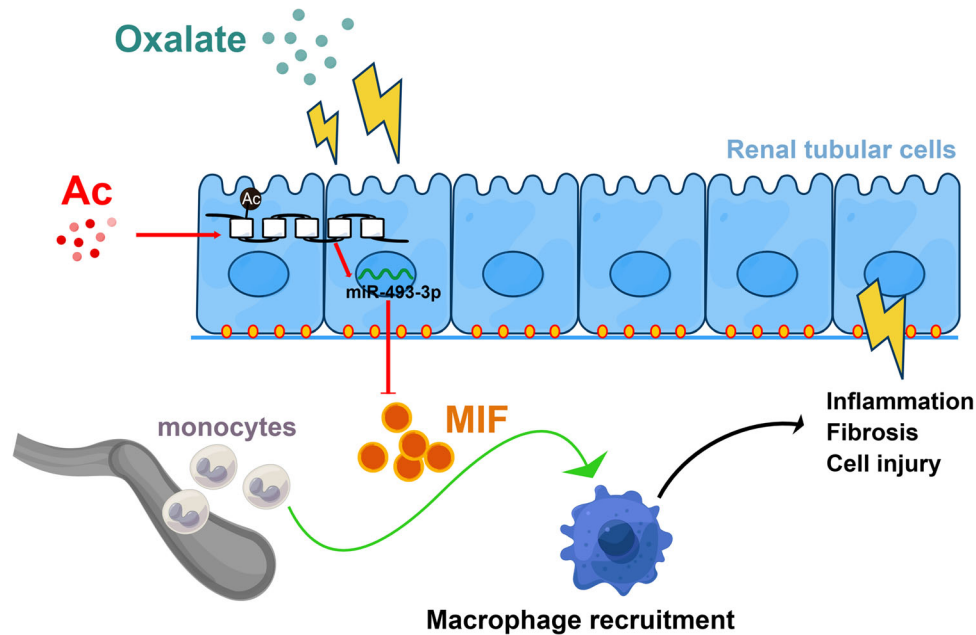 Oxalate
Renal tubular cells
Ac
Ac
miR-493-3p
MIF
monocytes
Inflammation
Fibrosis
Cell injury
Macrophage recruitment